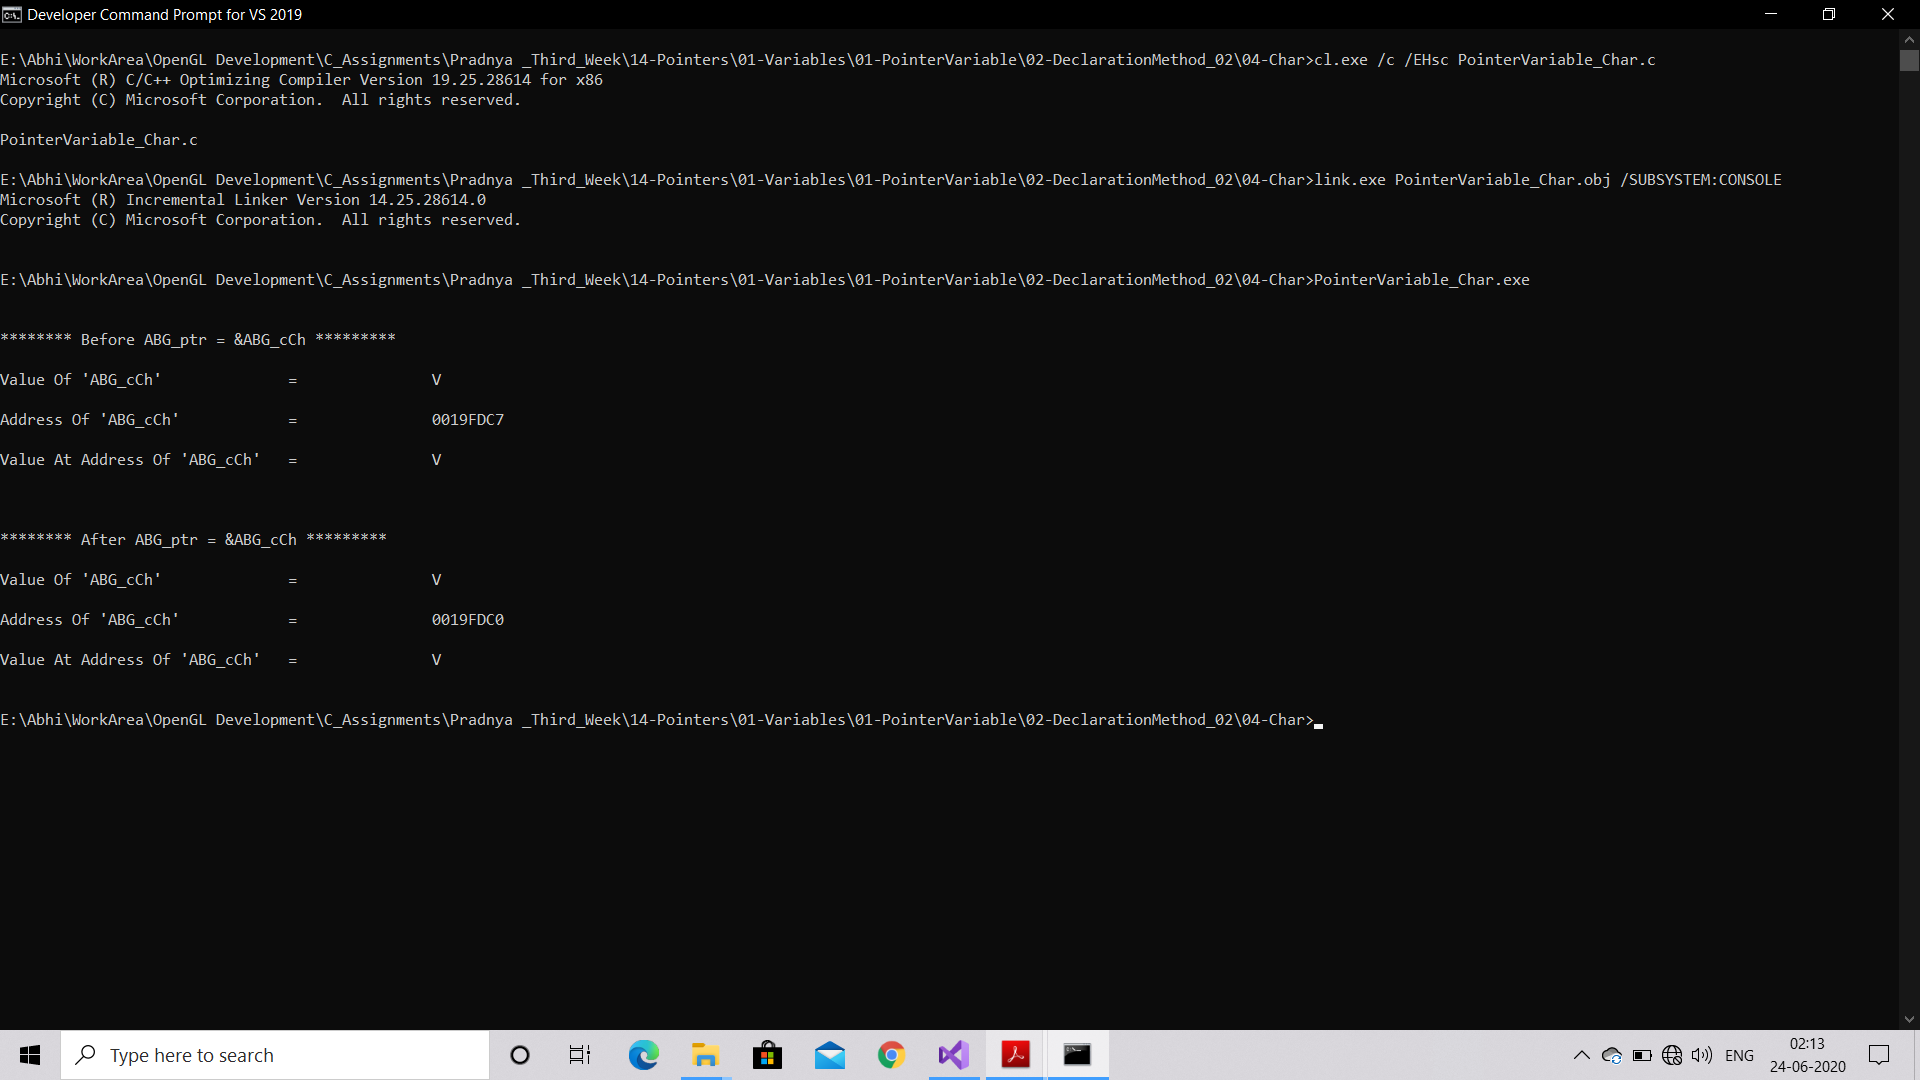 Developer Command Prompt for VS 2019
E:\Abhi\WorkArea\OpenGL Development\C_Assignments\Pradnya _Third_Week\14-Pointers\01-Variables\01-PointerVariable\02-DeclarationMethod_02\04-Char>cl.exe /c /EHsc PointerVariable_Char.c
Microsoft (R) C/C++ Optimizing Compiler Version 19.25.28614 for x86
Copyright (C) Microsoft Corporation.  All rights reserved.
PointerVariable_Char.c
E:\Abhi\WorkArea\OpenGL Development\C_Assignments\Pradnya _Third_Week\14-Pointers\01-Variables\01-PointerVariable\02-DeclarationMethod_02\04-Char>link.exe PointerVariable_Char.obj /SUBSYSTEM:CONSOLE
Microsoft (R) Incremental Linker Version 14.25.28614.0
Copyright (C) Microsoft Corporation.  All rights reserved.
E:\Abhi\WorkArea\OpenGL Development\C_Assignments\Pradnya _Third_Week\14-Pointers\01-Variables\01-PointerVariable\02-DeclarationMethod_02\04-Char>PointerVariable_Char.exe
******** Before ABG_ptr = &ABG_cCh *********
Value Of 'ABG_cCh' = V
Address Of 'ABG_cCh' = 0019FDC7
Value At Address Of 'ABG_cCh' = V
******** After ABG_ptr = &ABG_cCh *********
Value Of 'ABG_cCh' = V
Address Of 'ABG_cCh' = 0019FDC0
Value At Address Of 'ABG_cCh' = V
E:\Abhi\WorkArea\OpenGL Development\C_Assignments\Pradnya _Third_Week\14-Pointers\01-Variables\01-PointerVariable\02-DeclarationMethod_02\04-Char>
Type here to search
ENG
02:13
24-06-2020